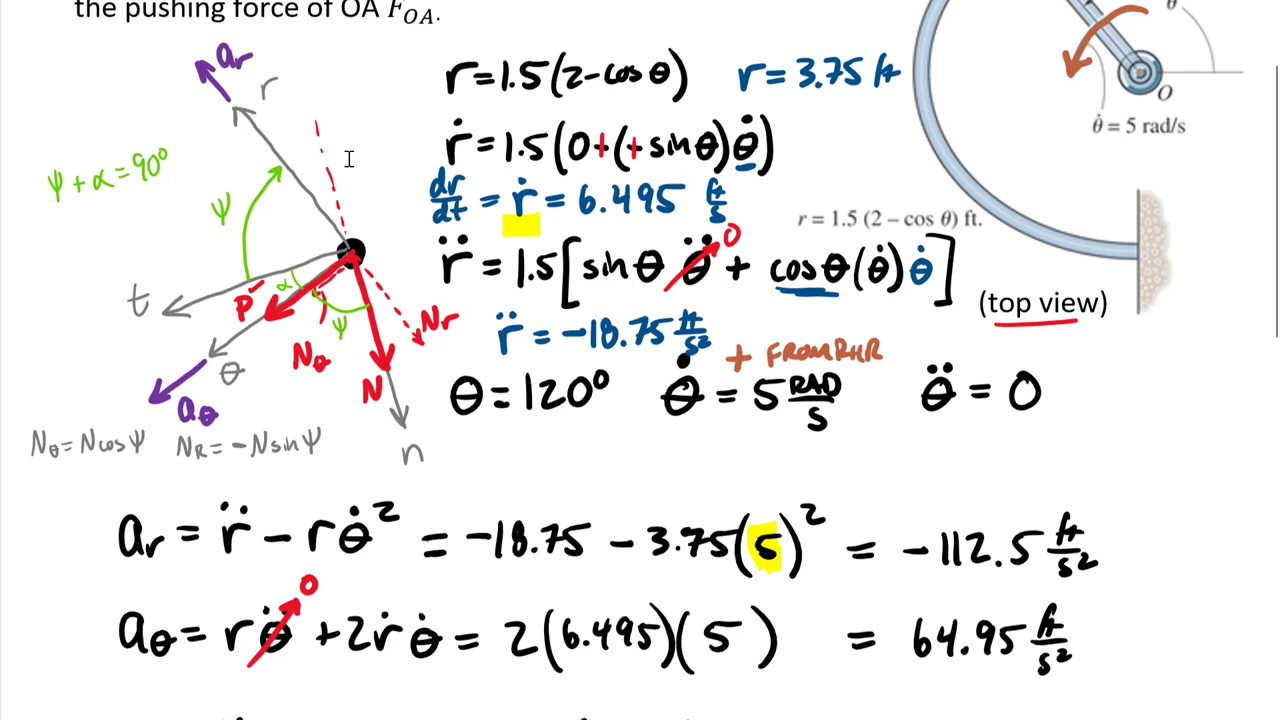 the pushing force of OA F_OA.
a_r
r
θ
r = 1.5(2-cos θ) r = 3.75 ft
O
θ̇ = 5 rad/s
ψ + α = 90°
ψ
ṙ = 1.5(0+(+sin θ)θ̇)
dr/dt = ṙ = 6.495 ft/s
r = 1.5 (2 – cos θ) ft.
r̈ = 1.5[sin θ θ̈ + cos θ(θ̇)θ̇]
0
t
P
α
ψ
N_r
(top view)
N_θ
r̈ = -18.75 ft/s²
+ FROM RHR
θ
N
θ = 120° θ̇ = 5 RAD/S θ̈ = 0
a_θ
N_θ = N cos ψ N_R = -N sin ψ
n
a_r = r̈ - rθ̇² = -18.75 - 3.75(5)² = -112.5 ft/s²
0
a_θ = rθ̈ + 2ṙθ̇ = 2(6.495)(5) = 64.95 ft/s²